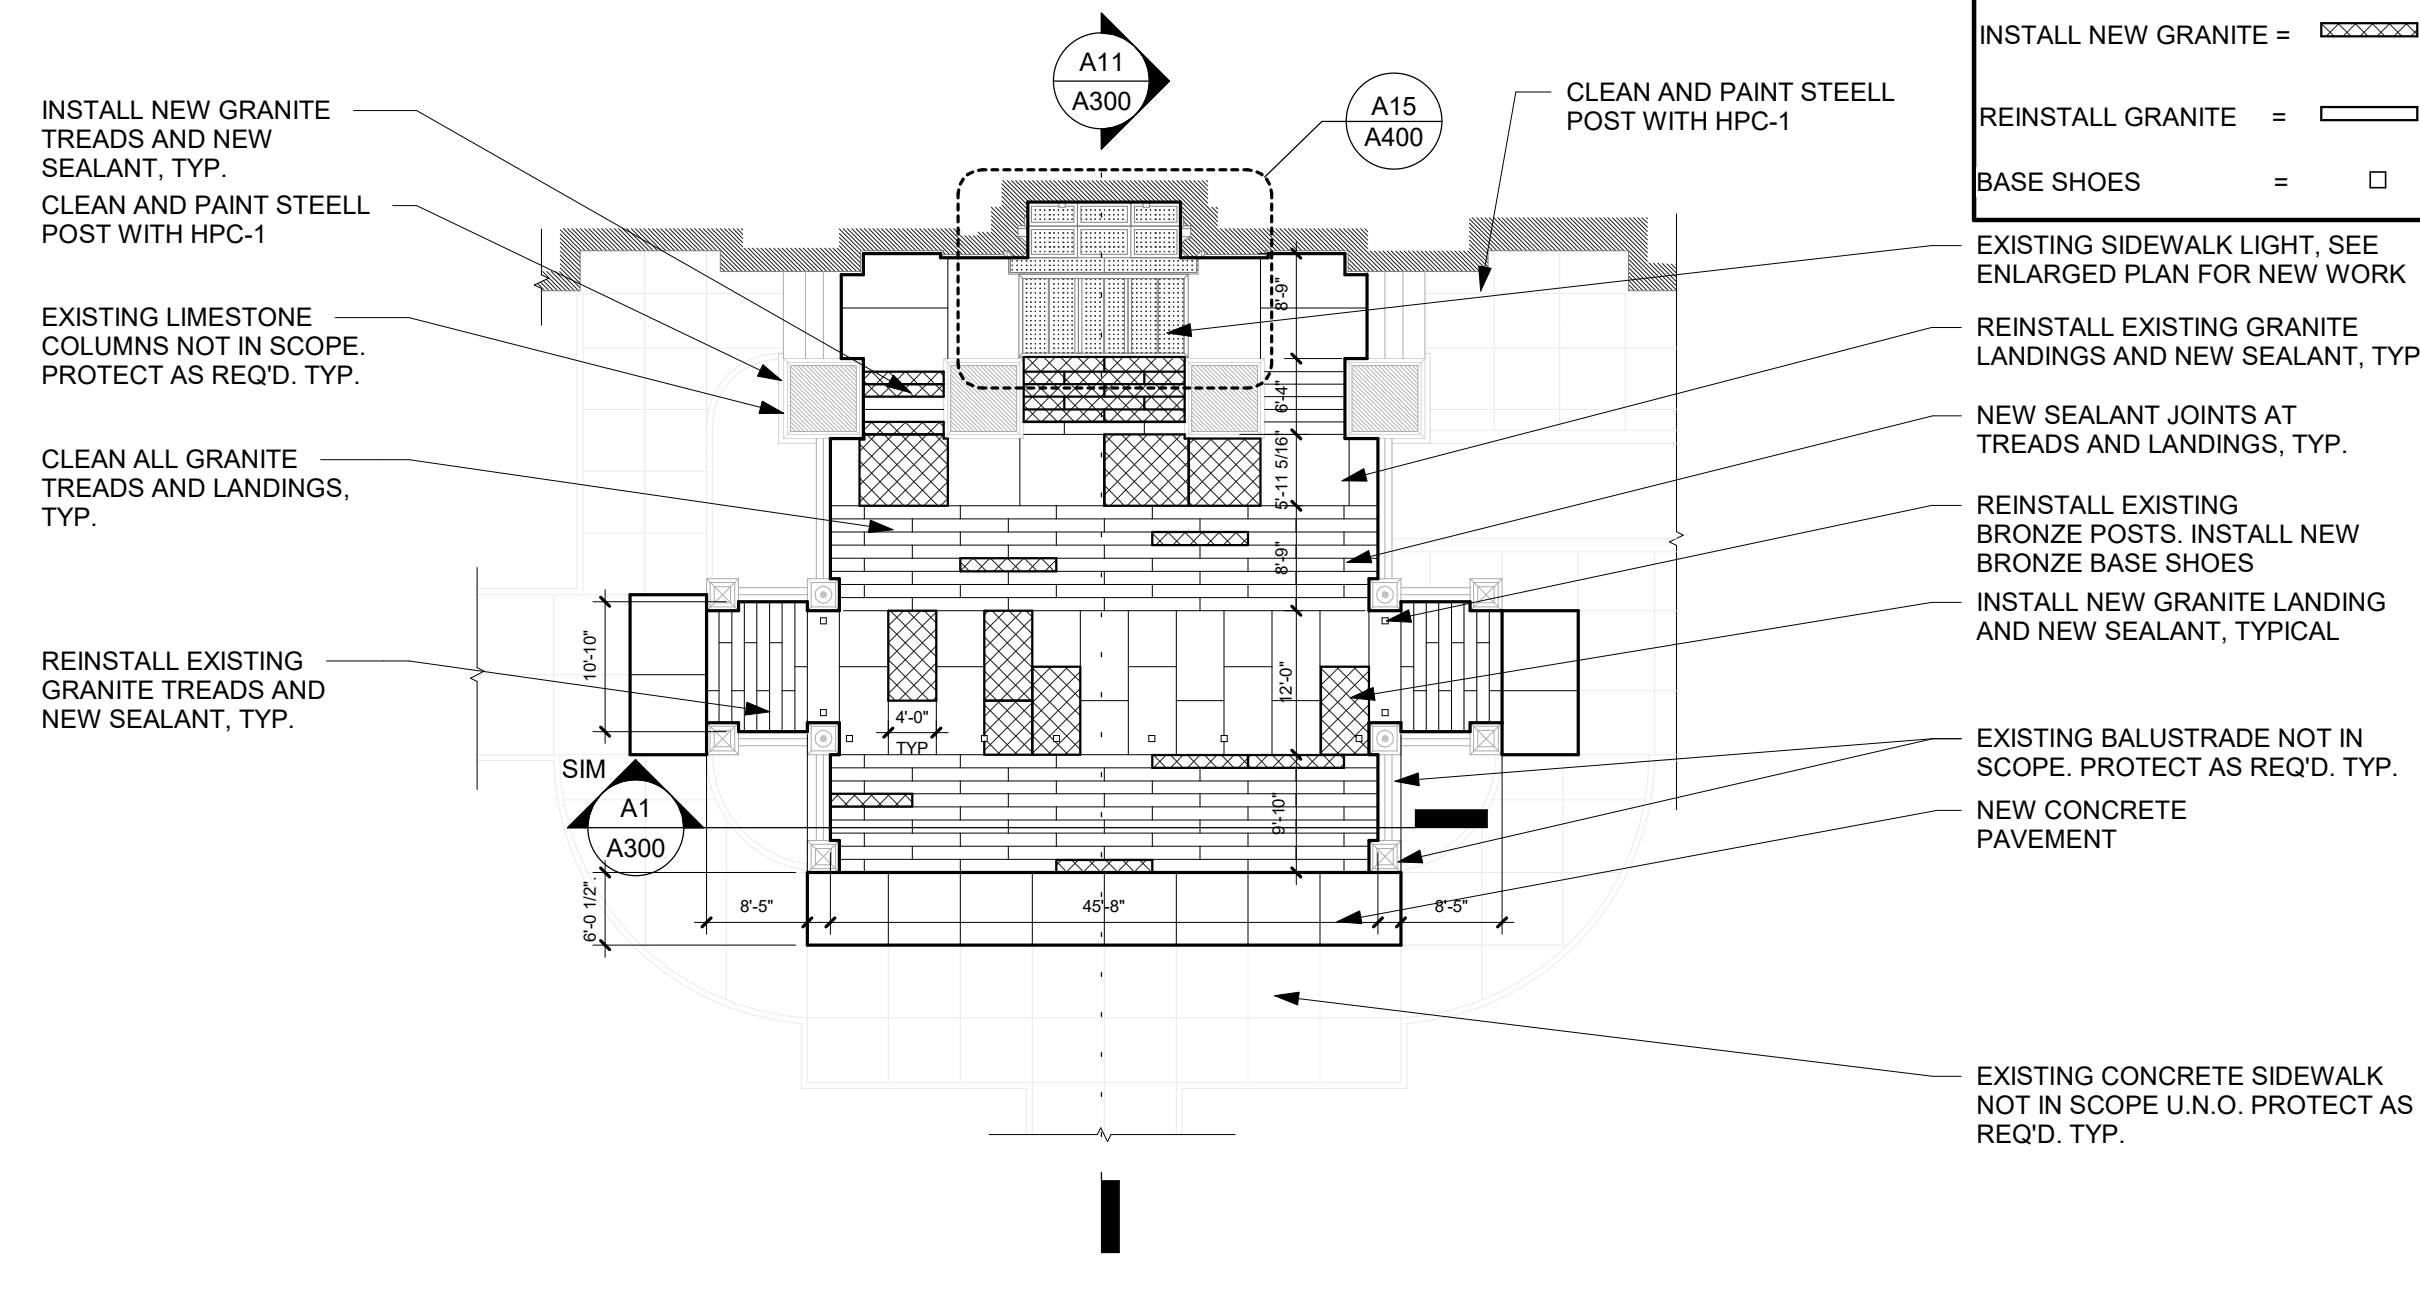 INSTALL NEW GRANITE =
REINSTALL GRANITE =
BASE SHOES =
A11
A300
A15
A400
CLEAN AND PAINT STEELL
POST WITH HPC-1
INSTALL NEW GRANITE
TREADS AND NEW
SEALANT, TYP.
CLEAN AND PAINT STEELL
POST WITH HPC-1
EXISTING LIMESTONE
COLUMNS NOT IN SCOPE.
PROTECT AS REQ'D. TYP.
CLEAN ALL GRANITE
TREADS AND LANDINGS,
TYP.
REINSTALL EXISTING
GRANITE TREADS AND
NEW SEALANT, TYP.
8'-9"
6'-4"
5'-11 5/16"
8'-9"
12'-0"
9'-10"
10'-10"
4'-0"
TYP
SIM
A1
A300
6'-0 1/2"
8'-5"
45'-8"
8'-5"
EXISTING SIDEWALK LIGHT, SEE
ENLARGED PLAN FOR NEW WORK
REINSTALL EXISTING GRANITE
LANDINGS AND NEW SEALANT, TYP
NEW SEALANT JOINTS AT
TREADS AND LANDINGS, TYP.
REINSTALL EXISTING
BRONZE POSTS. INSTALL NEW
BRONZE BASE SHOES
INSTALL NEW GRANITE LANDING
AND NEW SEALANT, TYPICAL
EXISTING BALUSTRADE NOT IN
SCOPE. PROTECT AS REQ'D. TYP.
NEW CONCRETE
PAVEMENT
EXISTING CONCRETE SIDEWALK
NOT IN SCOPE U.N.O. PROTECT AS
REQ'D. TYP.